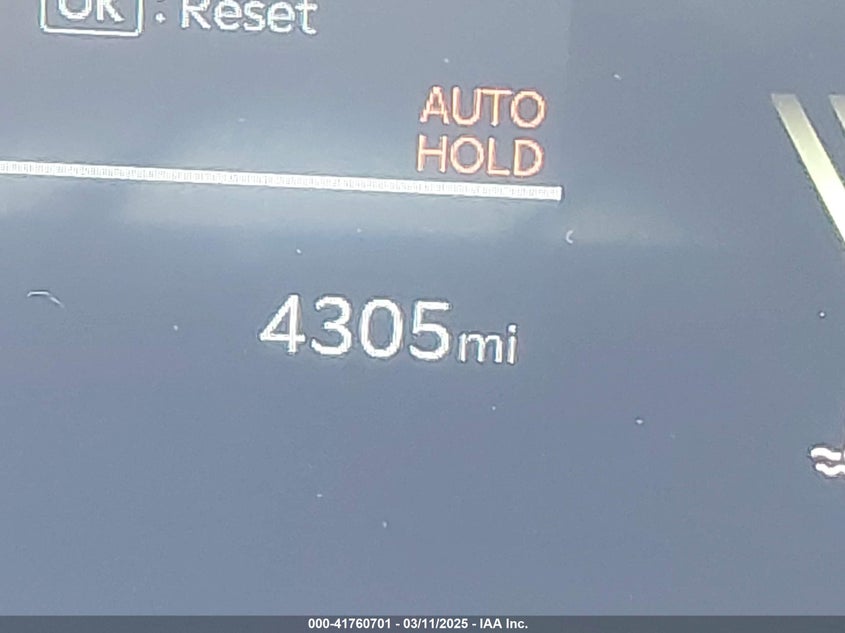 OK : Reset
AUTO
HOLD
4305mi
000-41760701 - 03/11/2025 - IAA Inc.